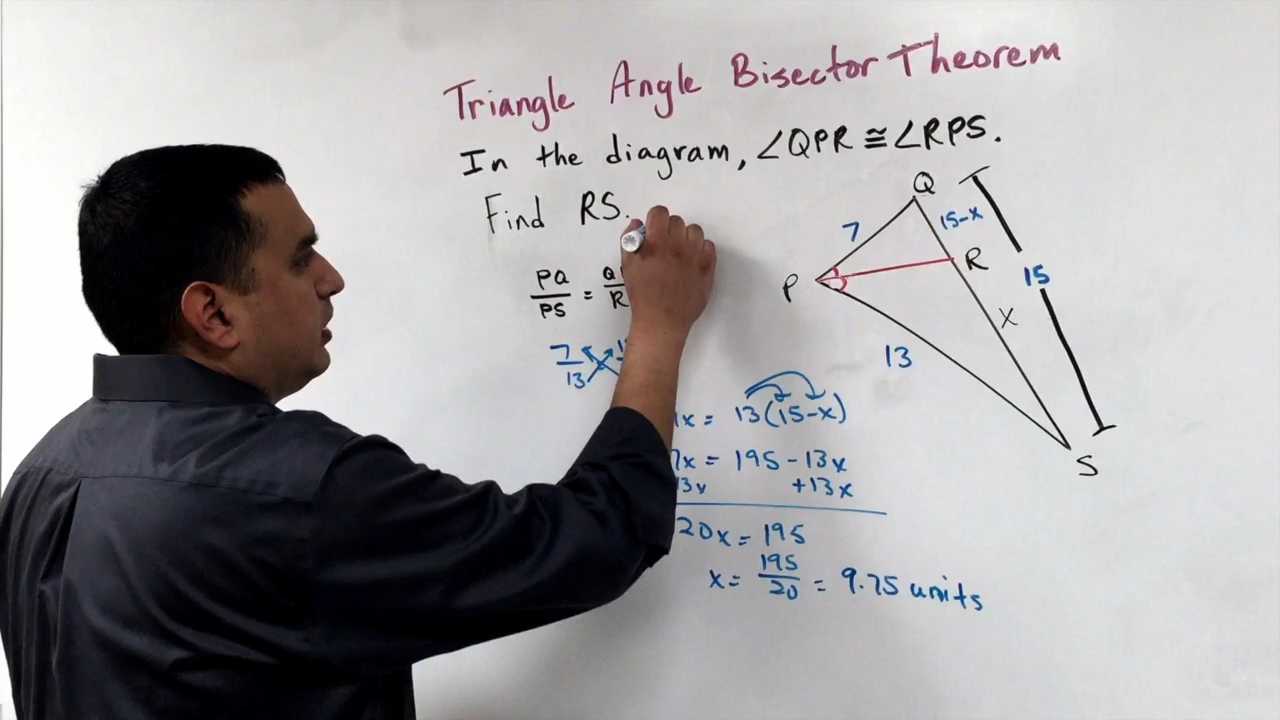 Triangle Angle Bisector Theorem
In the diagram, ∠QPR ≅ ∠RPS.
Find RS.
PQ/PS =
7/13
x = 13(15-x)
7x = 195 - 13x
13x +13x
20x = 195
x = 195/20 = 9.75 units
Q
7
15-x
P
R
15
x
13
S